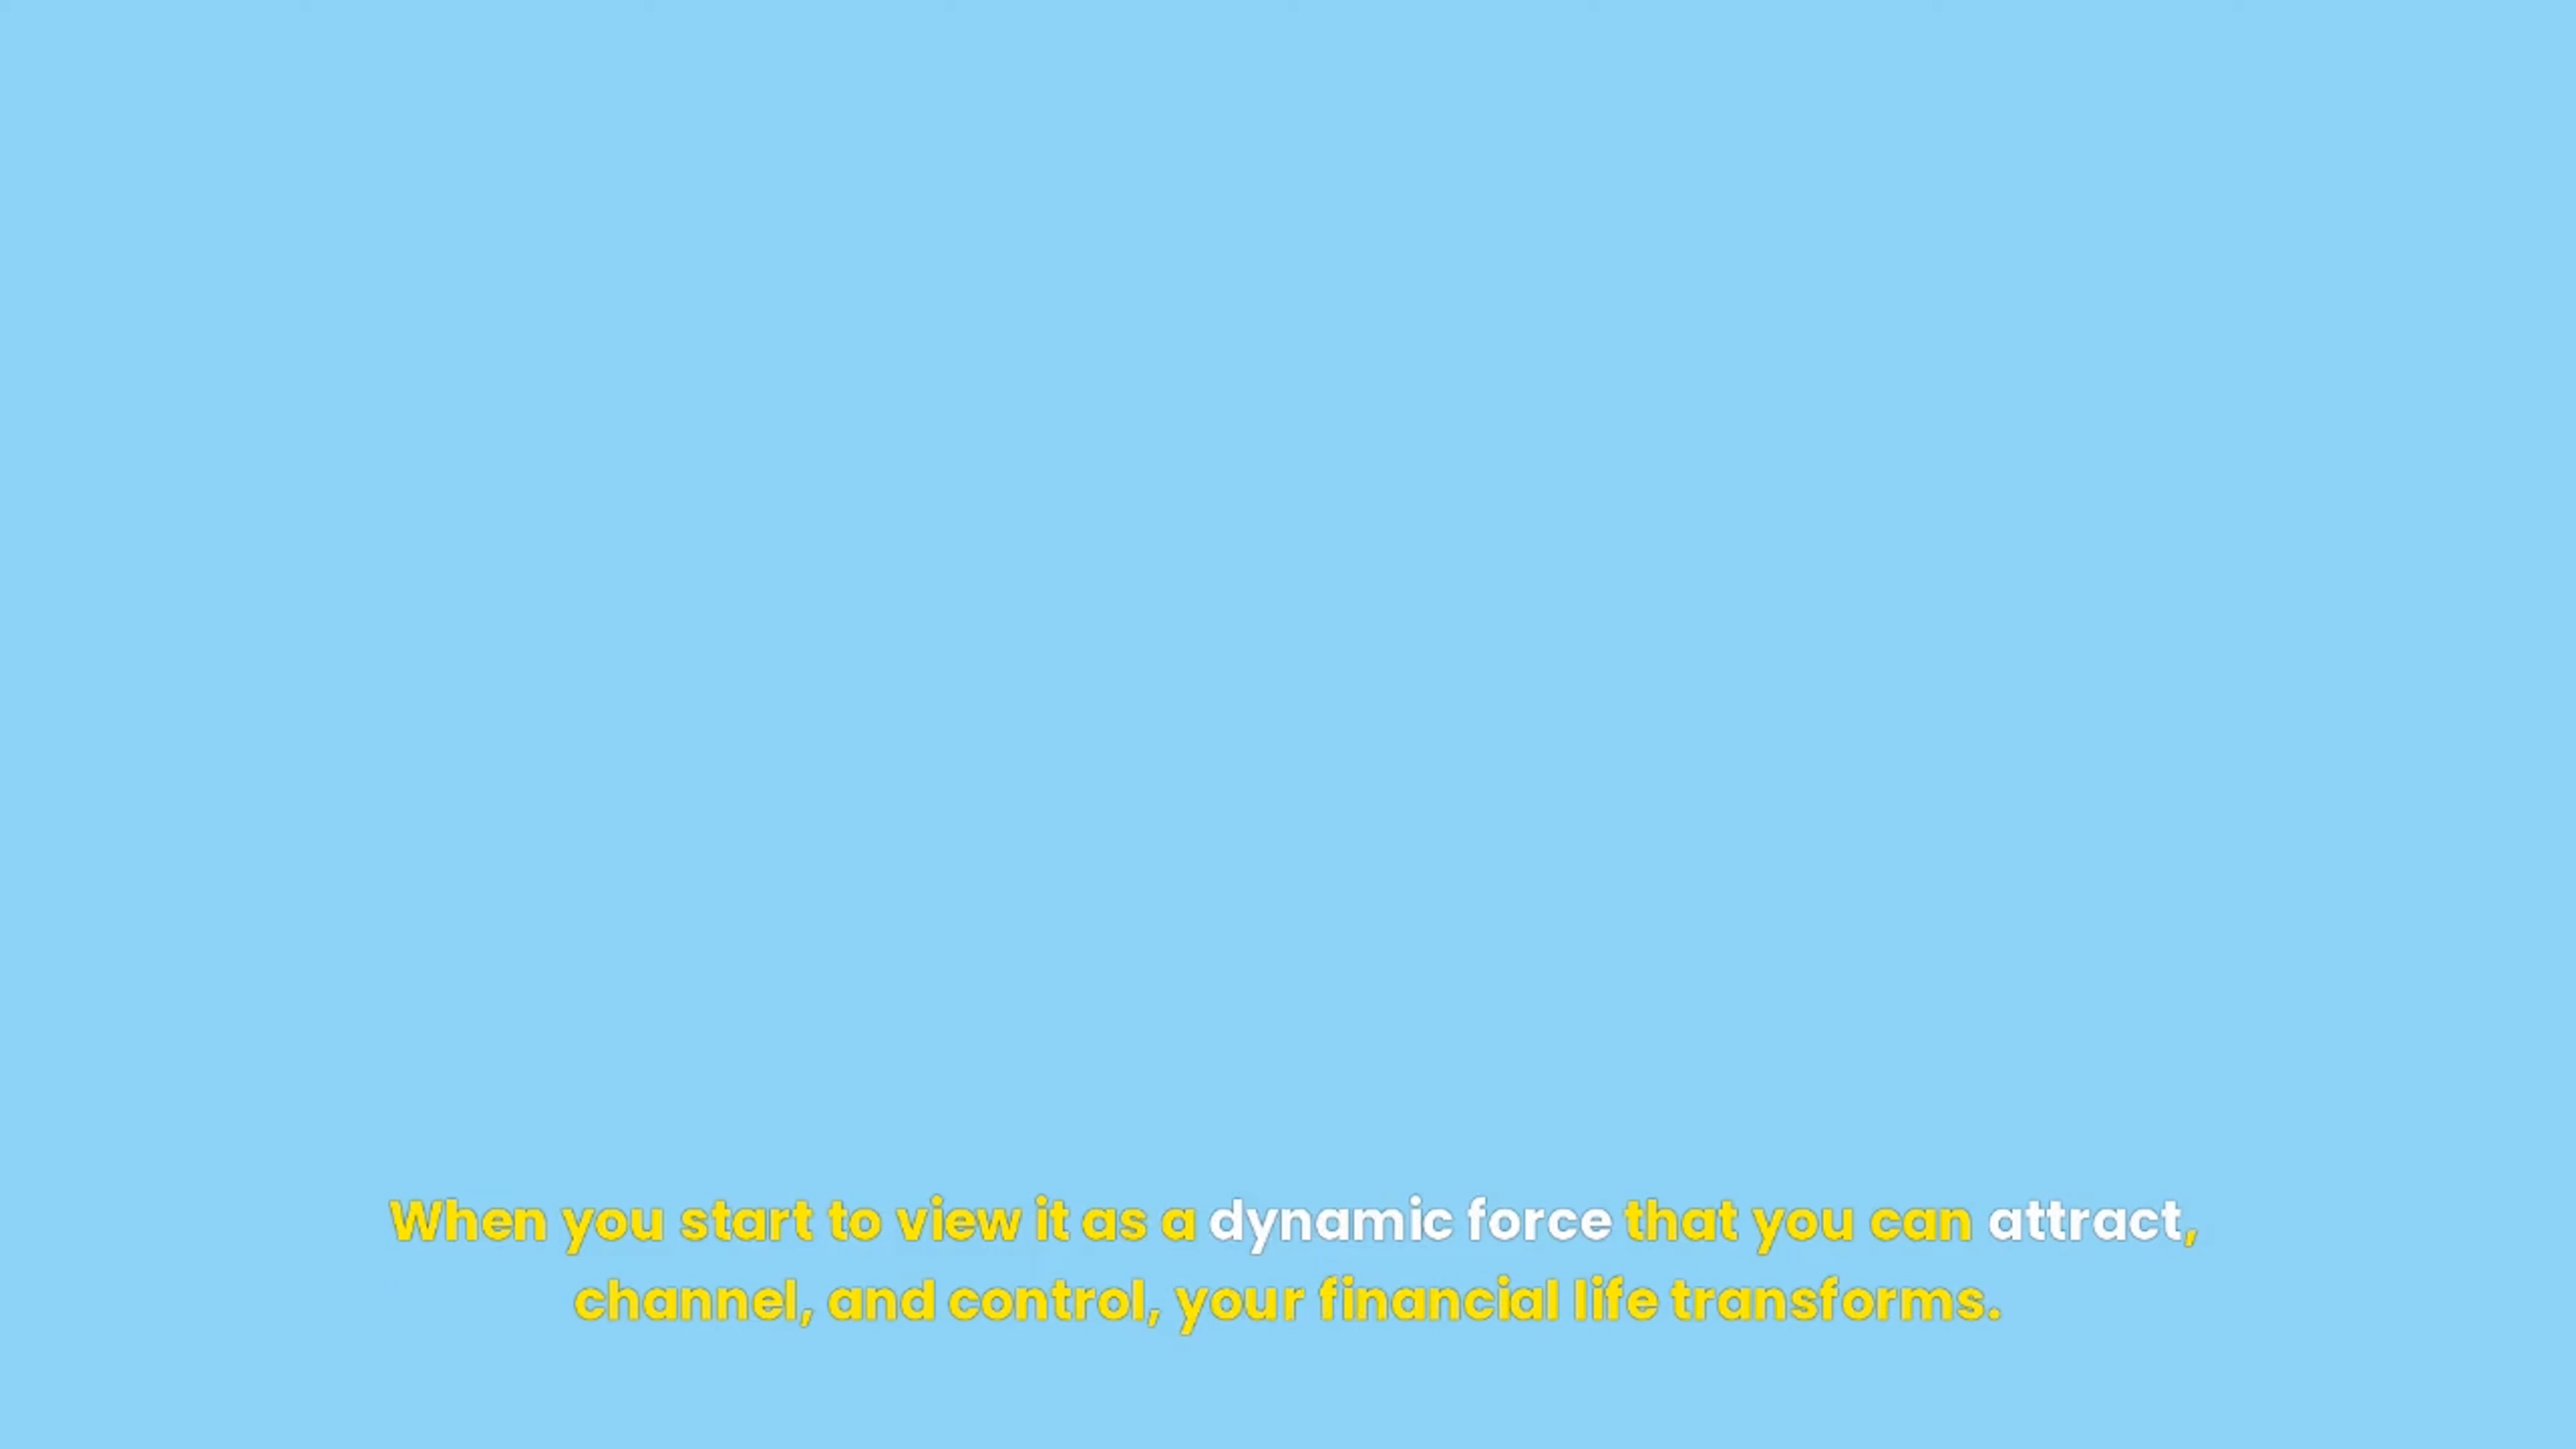 When you start to view it as a dynamic force that you can attract,
channel, and control, your financial life transforms.